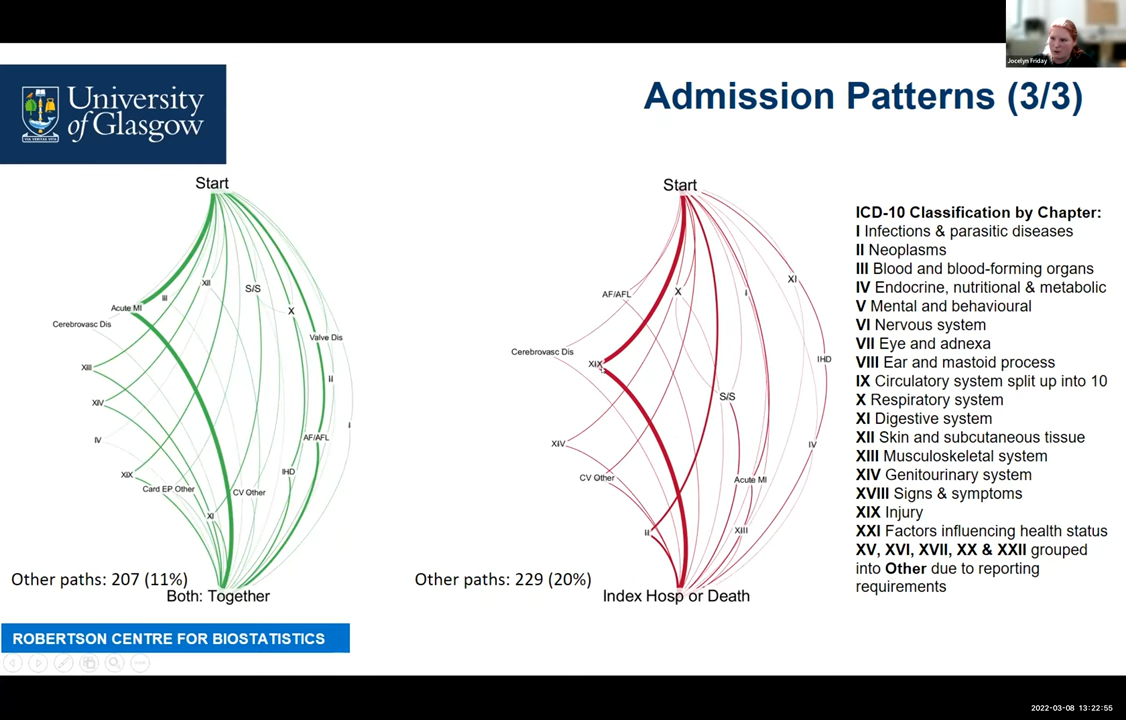 Jocelyn Friday
University
of Glasgow
Admission Patterns (3/3)
Start
XII
S/S
III
Acute MI
X
Cerebrovasc Dis
Valve Dis
XIII
II
XIV
I
IV
AF/AFL
XIX
IHD
Card EP Other
CV Other
XI
Other paths: 207 (11%)
Both: Together
Start
XI
AF/AFL
X
I
Cerebrovasc Dis
IHD
XIX
S/S
XIV
IV
CV Other
Acute MI
II
XIII
Other paths: 229 (20%)
Index Hosp or Death
ICD-10 Classification by Chapter:
I Infections & parasitic diseases
II Neoplasms
III Blood and blood-forming organs
IV Endocrine, nutritional & metabolic
V Mental and behavioural
VI Nervous system
VII Eye and adnexa
VIII Ear and mastoid process
IX Circulatory system split up into 10
X Respiratory system
XI Digestive system
XII Skin and subcutaneous tissue
XIII Musculoskeletal system
XIV Genitourinary system
XVIII Signs & symptoms
XIX Injury
XXI Factors influencing health status
XV, XVI, XVII, XX & XXII grouped
into Other due to reporting
requirements
ROBERTSON CENTRE FOR BIOSTATISTICS
2022-03-08 13:22:55